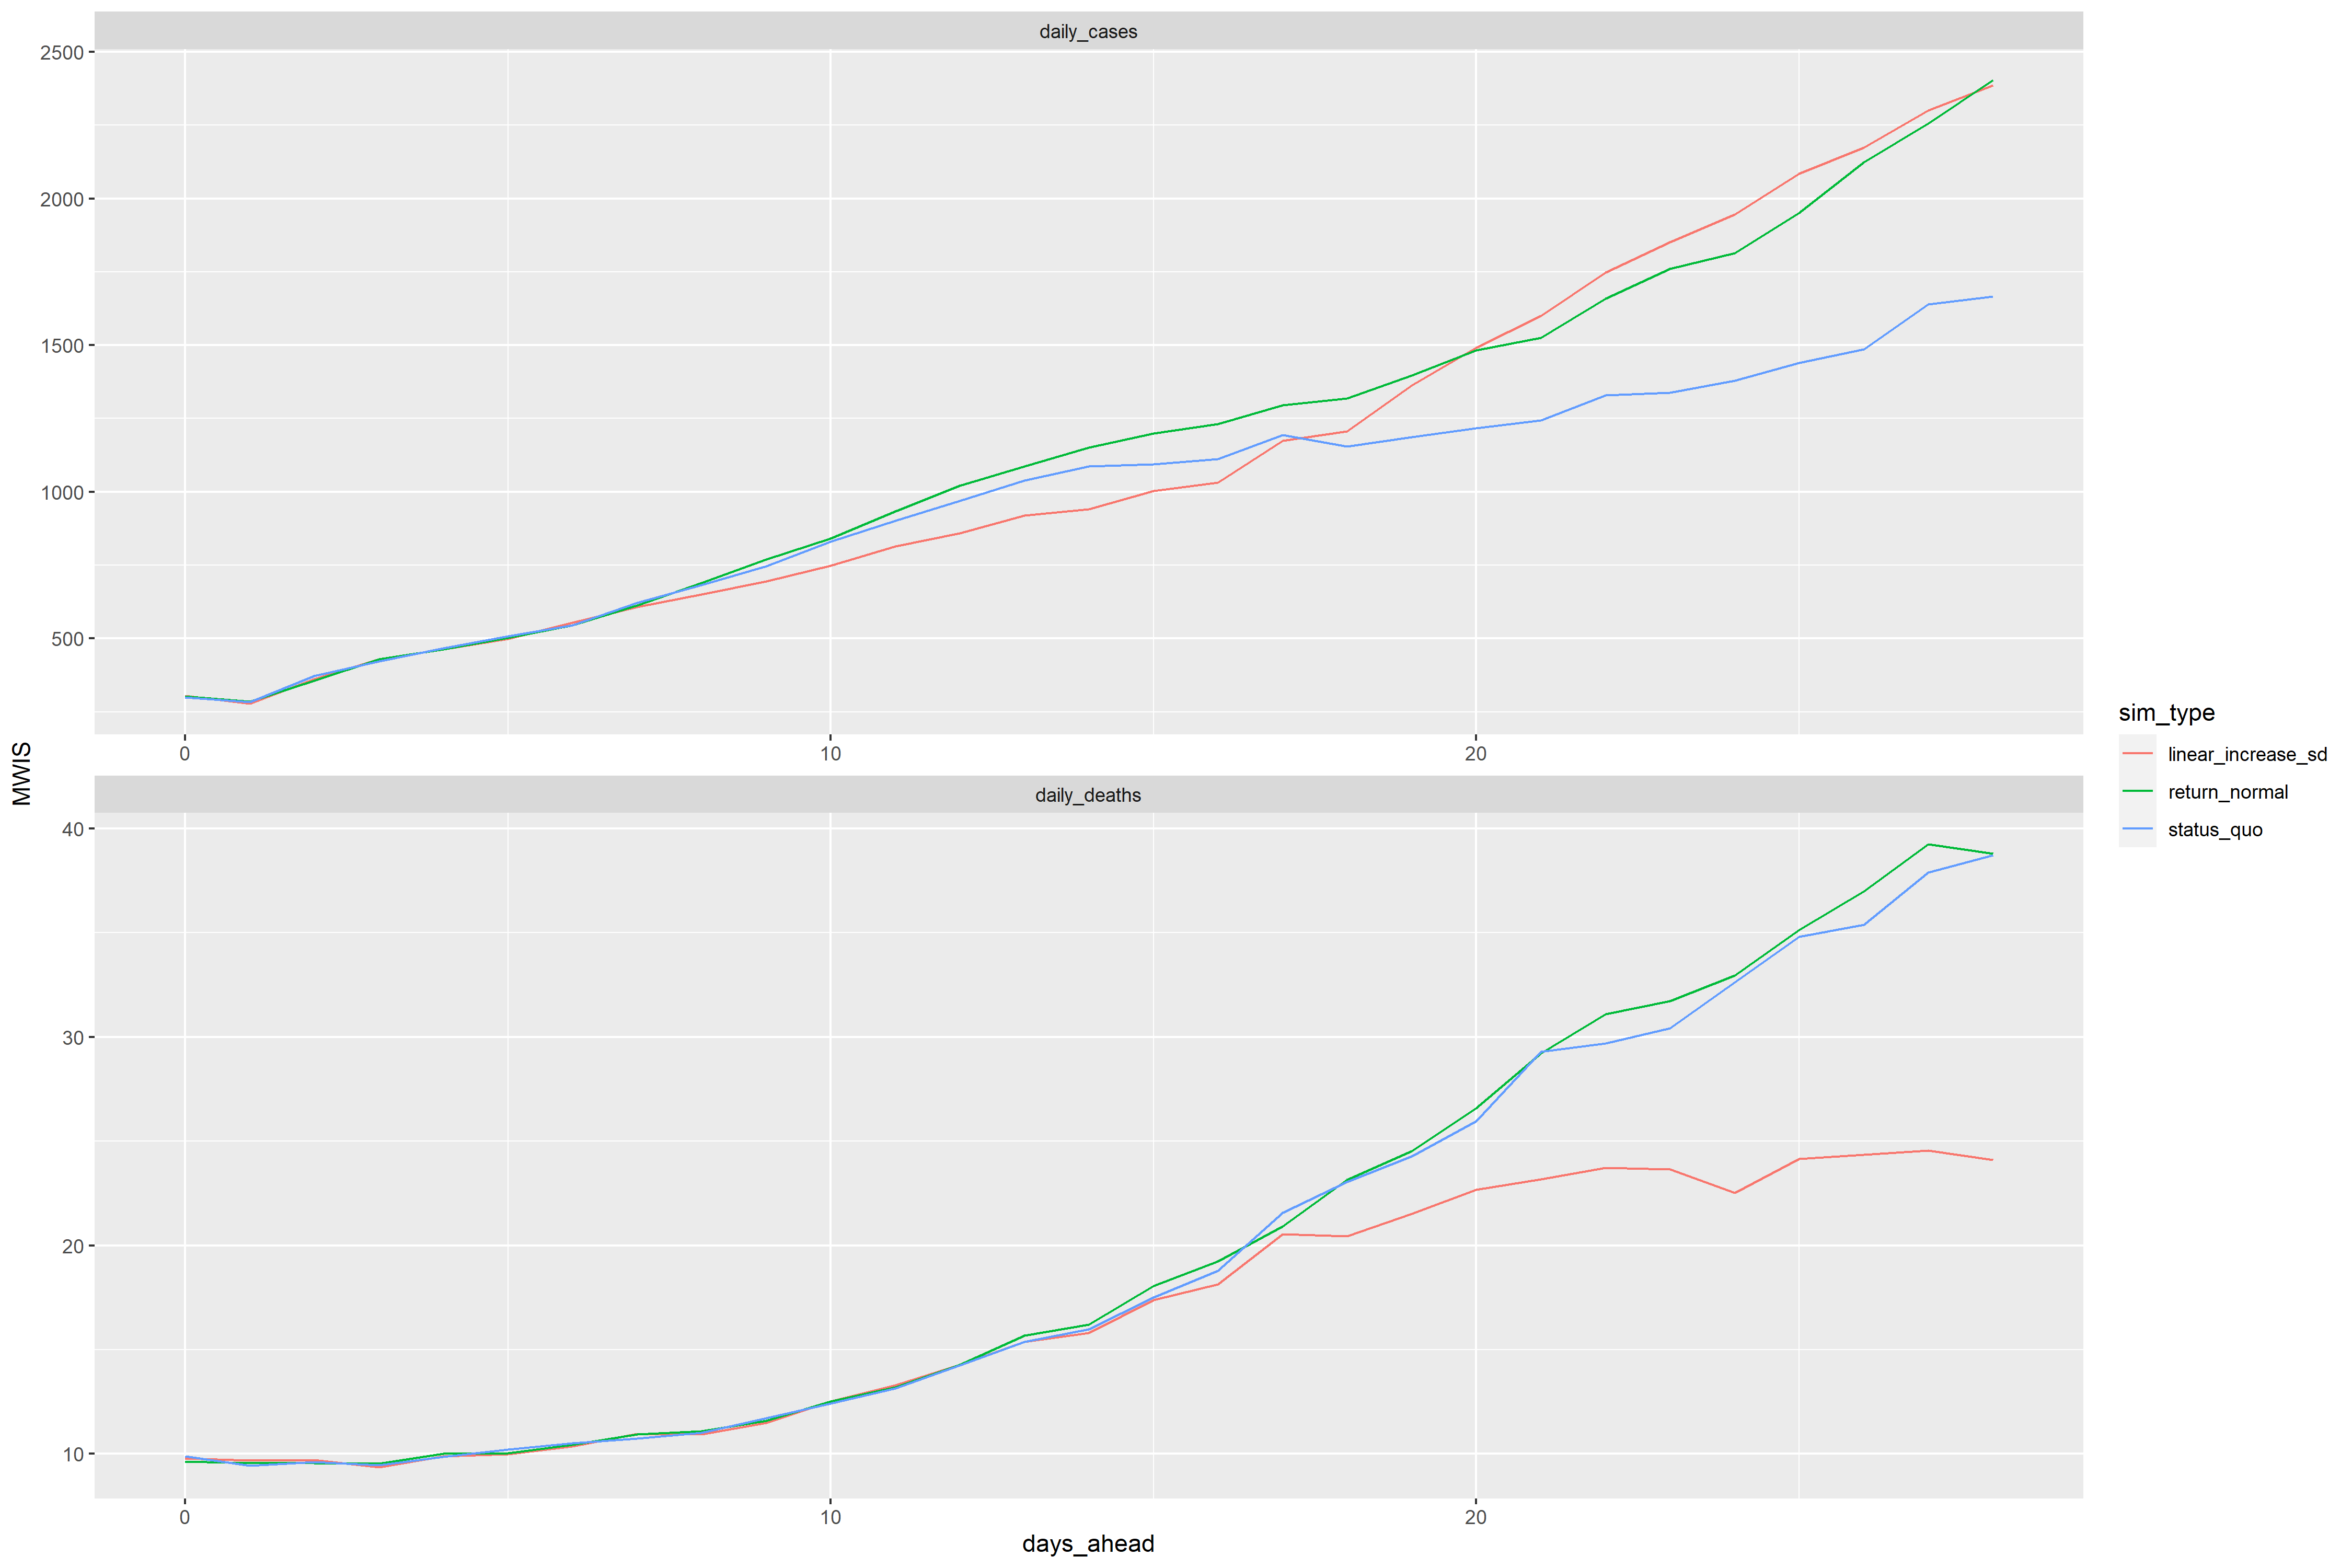 daily_cases
2500
2000
1500
1000
500
0 10 20
MWIS
daily_deaths
40
30
20
10
0 10 20
days_ahead
sim_type
linear_increase_sd
return_normal
status_quo